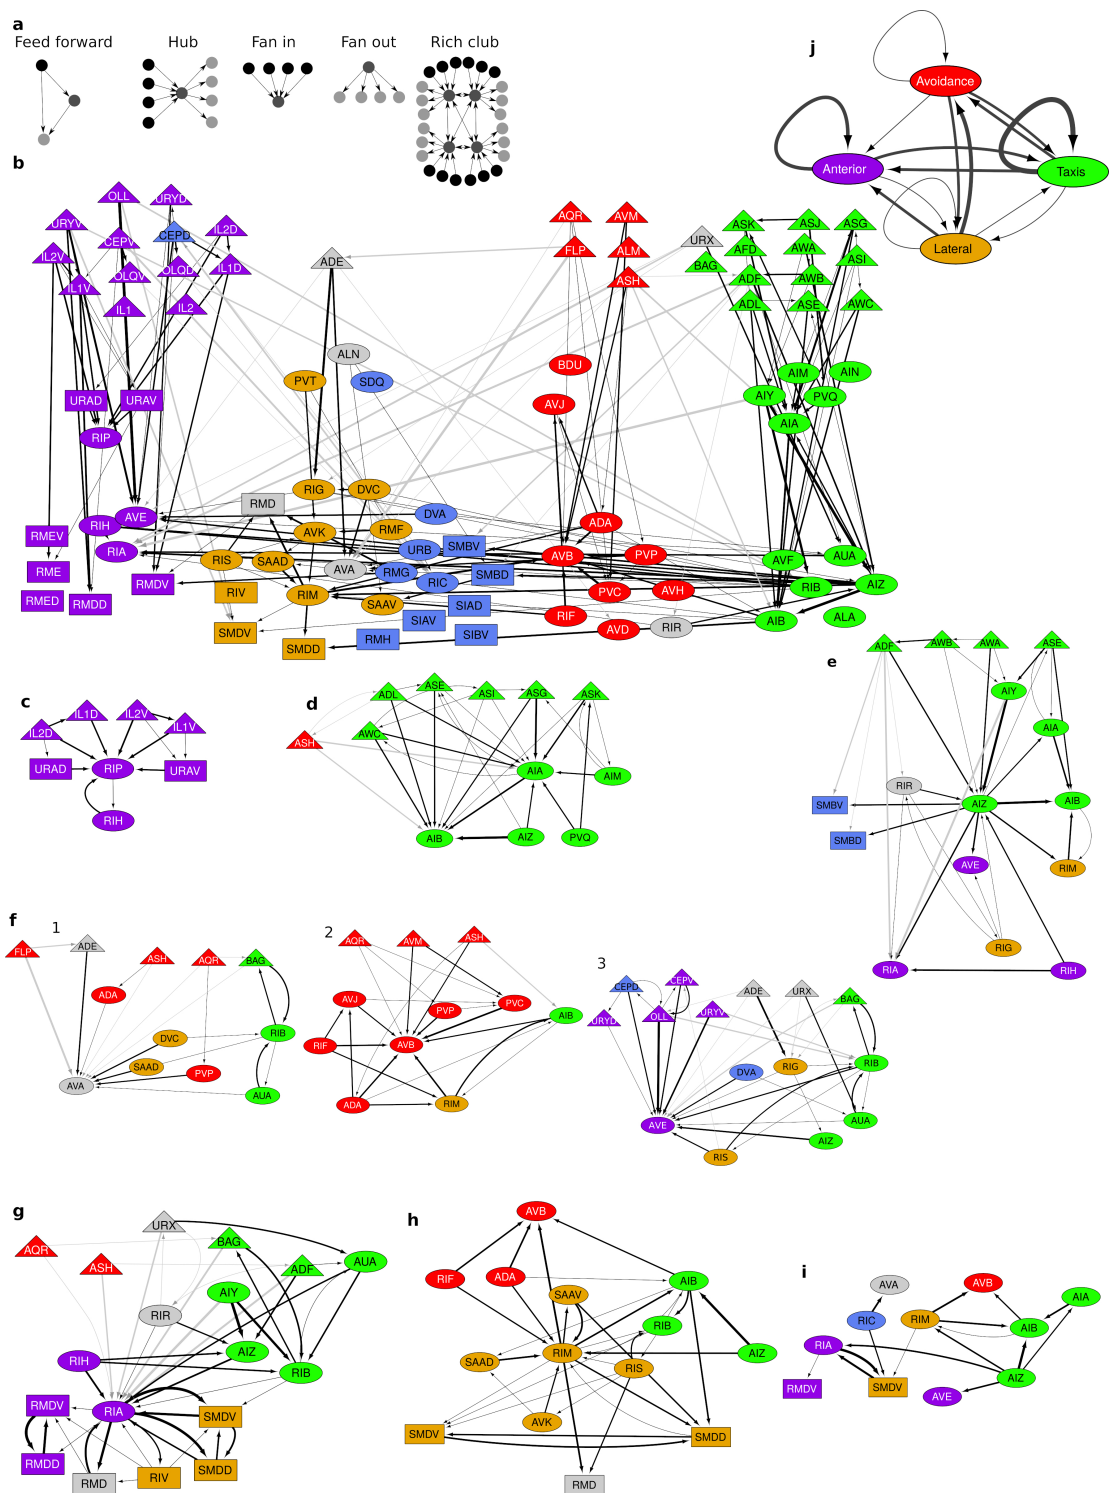 a
Feed forward
Hub
Fan in
Fan out
Rich club
j
Avoidance
Anterior
Taxis
Lateral
b
OLL
URYD
URYV
CEPV
CEPD
IL2D
IL2V
OLQV
OLQD
IL1D
IL1V
IL1
IL2
ADE
AQR
AVM
FLP
ALM
ASH
URX
BAG
ASK
ASJ
ASG
AFD
AWA
ASI
ADF
AWB
ADL
ASE
AWC
ALN
PVT
SDQ
BDU
AVJ
AIM
AIN
AIY
PVQ
AIA
URAD
URAV
RIP
RIG
DVC
RMD
DVA
AVE
RIH
RIA
AVK
RMF
URB
SMBV
ADA
AVB
PVP
AVF
AUA
RMEV
RME
RMED
RMDD
RMDV
RIS
SAAD
AVA
RMG
RIC
SMBD
PVC
AVH
RIB
AIZ
RIV
RIM
SAAV
SIAD
SIAV
RIF
SMDV
SMDD
RMH
SIBV
AVD
RIR
AIB
ALA
c
IL1D
IL2V
IL2D
IL1V
URAD
RIP
URAV
RIH
d
ADL
ASE
ASI
ASG
ASK
ASH
AWC
AIA
AIM
AIB
AIZ
PVQ
e
ADF
AWB
AWA
ASE
AIY
AIA
RIR
SMBV
AIZ
AIB
SMBD
AVE
RIM
RIG
RIA
RIH
f
1
FLP
ADE
ASH
AQR
BAG
ADA
DVC
RIB
SAAD
PVP
AVA
AUA
2
AQR
AVM
ASH
AVJ
PVP
PVC
AIB
RIF
AVB
ADA
RIM
3
CEPD
CEPV
URYD
OLL
URYV
ADE
URX
BAG
DVA
RIG
RIB
AVE
AUA
AIZ
RIS
g
AQR
URX
ASH
BAG
ADF
AUA
AIY
RIR
RIH
AIZ
RIB
RMDV
RIA
SMDV
RMDD
RMD
RIV
SMDD
h
AVB
RIF
ADA
AIB
SAAV
RIB
SAAD
RIM
RIS
AIZ
AVK
SMDV
SMDD
RMD
i
AVA
AVB
AIA
RIC
RIM
AIB
RIA
RMDV
SMDV
AIZ
AVE